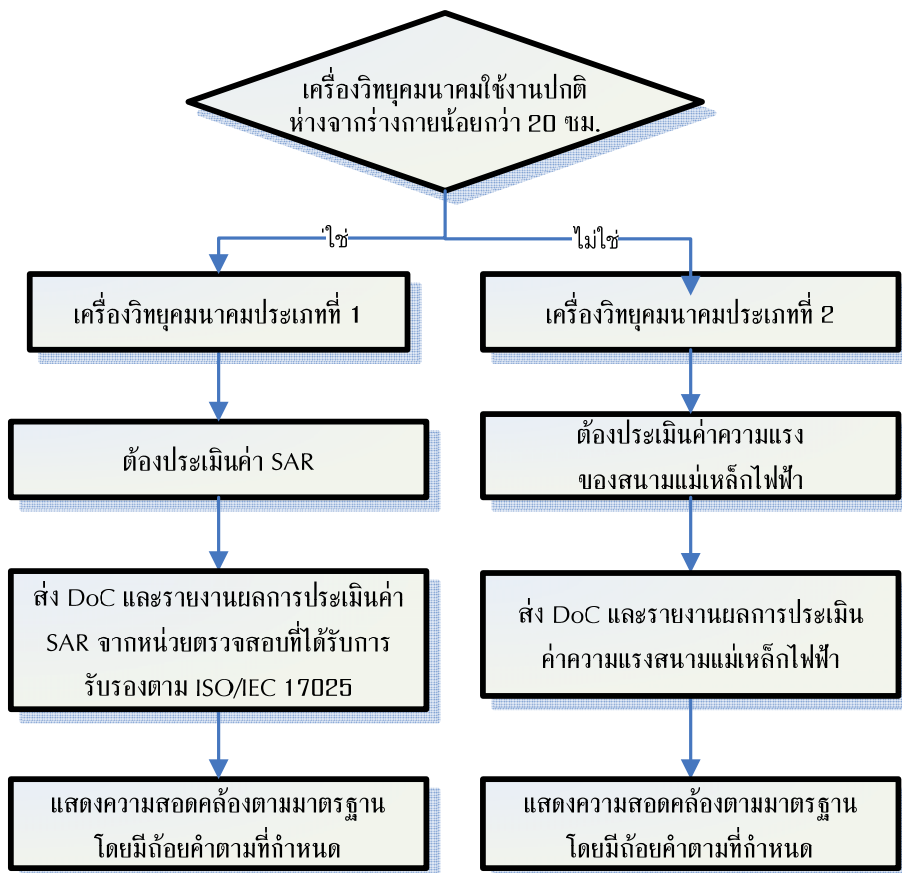 เครื่องวิทยุคมนาคมใช้งานปกติ
ห่างจากร่างกายน้อยกว่า 20 ซม.
ใช่
ไม่ใช่
เครื่องวิทยุคมนาคมประเภทที่ 1
เครื่องวิทยุคมนาคมประเภทที่ 2
ต้องประเมินค่า SAR
ต้องประเมินค่าความแรง
ของสนามแม่เหล็กไฟฟ้า
ส่ง DoC และรายงานผลการประเมินค่า
SAR จากหน่วยตรวจสอบที่ได้รับการ
รับรองตาม ISO/IEC 17025
ส่ง DoC และรายงานผลการประเมิน
ค่าความแรงสนามแม่เหล็กไฟฟ้า
แสดงความสอดคล้องตามมาตรฐาน
โดยมีถ้อยคำตามที่กำหนด
แสดงความสอดคล้องตามมาตรฐาน
โดยมีถ้อยคำตามที่กำหนด